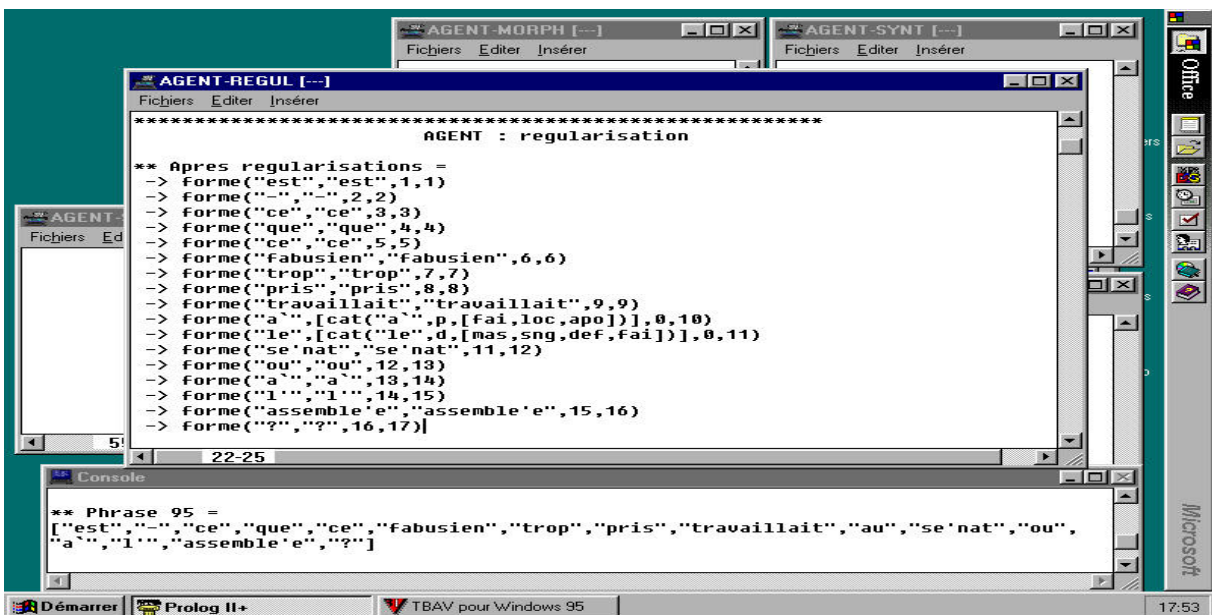 AGENT-MORPH [---]
Fichiers Editer Insérer
AGENT-SYNT [---]
Fichiers Editer Insérer
Office
AGENT-REGUL [---]
Fichiers Editer Insérer
*********************************************************
AGENT : regularisation
** Apres regularisations =
-> forme("est","est",1,1)
-> forme("-","-",2,2)
-> forme("ce","ce",3,3)
-> forme("que","que",4,4)
-> forme("ce","ce",5,5)
-> forme("fabusien","fabusien",6,6)
-> forme("trop","trop",7,7)
-> forme("pris","pris",8,8)
-> forme("travaillait","travaillait",9,9)
-> forme("a`",[cat("a`",p,[fai,loc,apo])],0,10)
-> forme("le",[cat("le",d,[mas,sng,def,fai])],0,11)
-> forme("se'nat","se'nat",11,12)
-> forme("ou","ou",12,13)
-> forme("a`","a`",13,14)
-> forme("l'","l'",14,15)
-> forme("assemble'e","assemble'e",15,16)
-> forme("?","?",16,17)
22-25
AGENT-
Fichiers Ed
Console
** Phrase 95 =
["est","-","ce","que","ce","fabusien","trop","pris","travaillait","au","se'nat","ou",
"a`","l'","assemble'e","?"]
Microsoft
Démarrer
Prolog II+
TBAV pour Windows 95
17:53